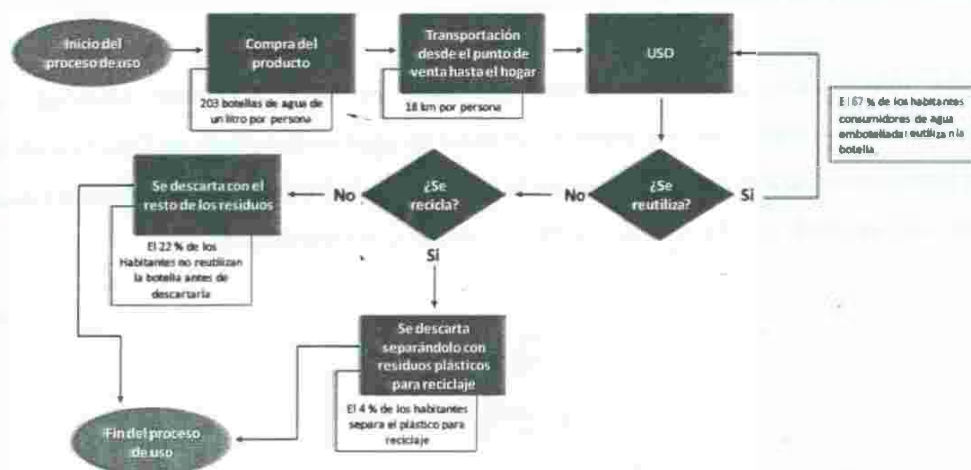 Inicio del
proceso de uso
Compra del
producto
203 botellas de agua de
un litro por persona
Transportación
desde el punto de
venta hasta el hogar
18 km por persona
USO
El 67 % de los habitantes
consumidores de agua
embotellada reutiliza n la
botella
¿Se
reutiliza?
Si
No
¿Se
recicla?
No
Si
Se descarta con el
resto de los residuos
El 22 % de los
Habitantes no reutilizan
la botella antes de
descartarla
Se descarta
separándolo con
residuos plásticos
para reciclaje
El 4 % de los habitantes
separa el plástico para
reciclaje
Fin del proceso
de uso